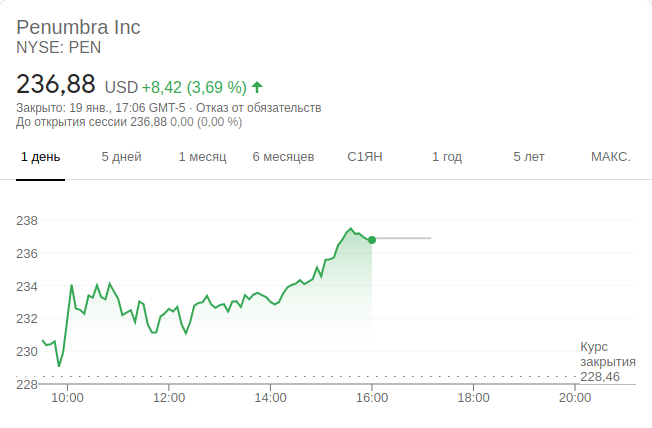 Penumbra Inc
NYSE: PEN
236,88 USD +8,42 (3,69 %)
Закрыто: 19 янв., 17:06 GMT-5 · Отказ от обязательств
До открытия сессии 236,88 0,00 (0,00 %)
1 день 5 дней 1 месяц 6 месяцев С1ЯН 1 год 5 лет МАКС.
238
236
234
232
230
Курс
закрытия
228,46
228
10:00 12:00 14:00 16:00 18:00 20:00